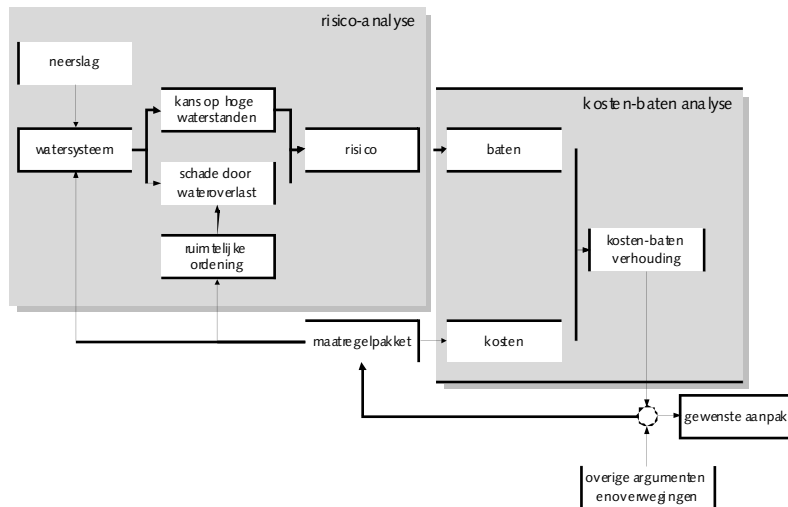 risico-analyse
neerslag
kans op hoge
waterstanden
kosten-baten analyse
watersysteem
risico
baten
schade door
wateroverlast
ruimtelijke
ordening
kosten-baten
verhouding
maatregelpakket
kosten
gewenste aanpak
overige argumenten
enoverwegingen